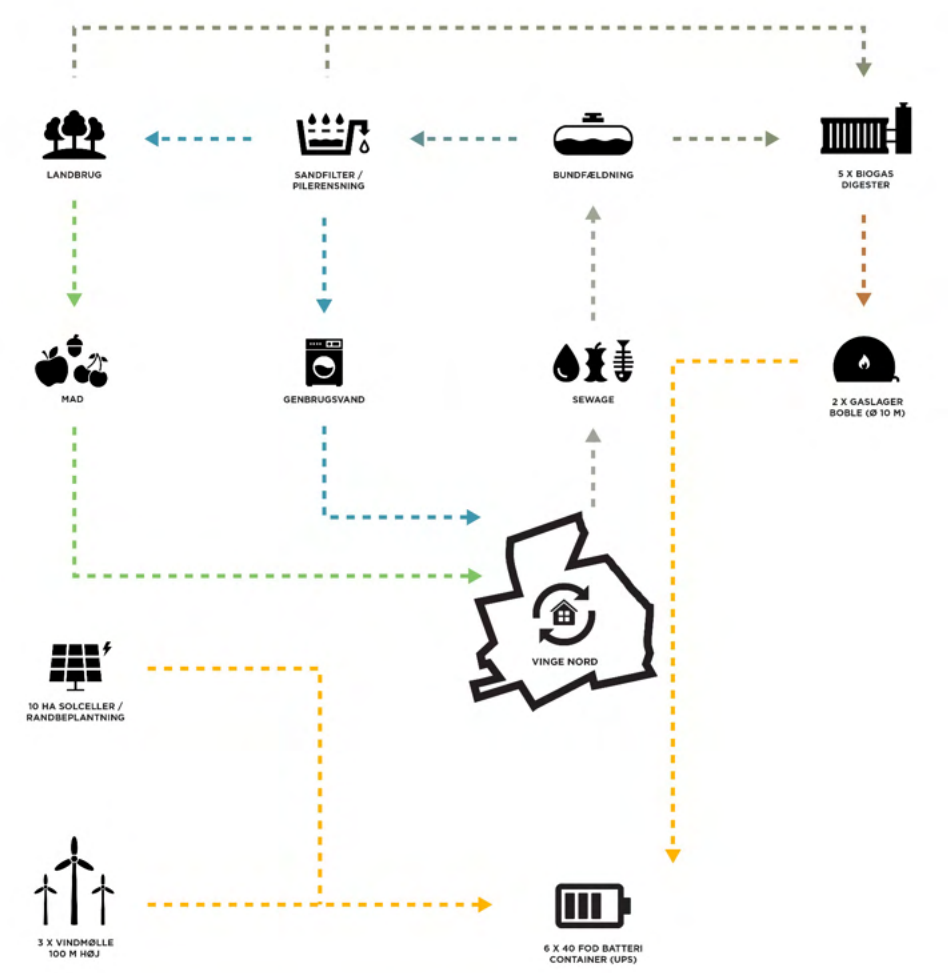 LANDBRUG
SANDFILTER /
PILERENSNING
BUNDFÆLDNING
5 X BIOGAS
DIGESTER
MAD
GENBRUGSVAND
SEWAGE
2 X GASLAGER
BOBLE (Ø 10 M)
VINGE NORD
10 HA SOLCELLER /
RANDBEPLANTNING
3 X VINDMØLLE
100 M HØJ
6 X 40 FOD BATTERI
CONTAINER (UPS)